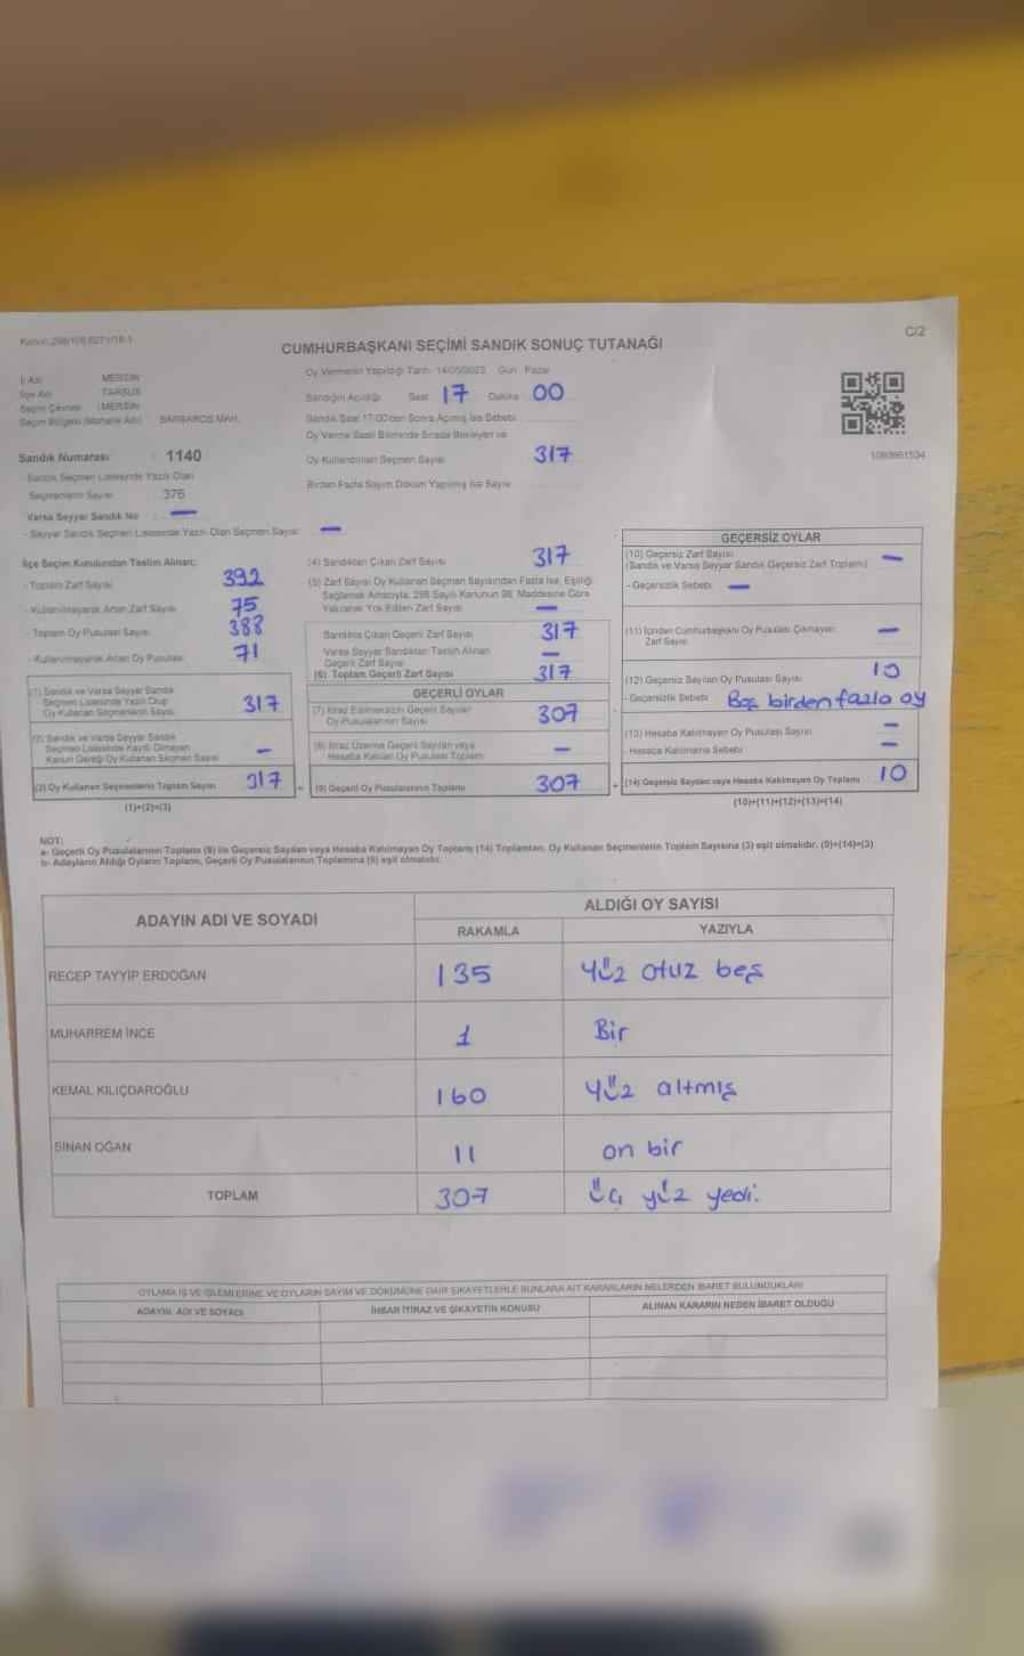 C/2
CUMHURBAŞKANI SEÇİMİ SANDIK SONUÇ TUTANAĞI
İl Adı MERSİN
İlçe Adı TARSUS
Seçim Çevresi MERSİN
Seçim Bölgesi (Mahalle Adı) BARBAROS MAH.
Sandık Numarası 1140
Sandık Seçmen Listesinde Yazılı Olan
Seçmenlerin Sayısı 376
Varsa Seyyar Sandık No —
- Seyyar Sandık Seçmen Listesinde Yazılı Olan Seçmen Sayısı —
Oy Vermenin Yapıldığı Tarih 14/05/2023 Gün Pazar
Sandığın Açıldığı Saat 17 Dakika 00
Sandık Saat 17:00'den Sonra Açılmış İse Sebebi
Oy Verme Saati Bitiminde Sırada Bekleyen ve
Oy Kullandırılan Seçmen Sayısı 317
Birden Fazla Sayım Döküm Yapılmış İse Sayısı
İlçe Seçim Kurulundan Teslim Alınan;
- Toplam Zarf Sayısı 392
- Kullanılmayarak Artan Zarf Sayısı 75
- Toplam Oy Pusulası Sayısı 388
- Kullanılmayarak Artan Oy Pusulası 71
(1) Sandık ve Varsa Seyyar Sandık
Seçmen Listesinde Yazılı Olup
Oy Kullanan Seçmenlerin Sayısı 317
(2) Sandık ve Varsa Seyyar Sandık
Seçmen Listesinde Kayıtlı Olmayan
Kanun Gereği Oy Kullanan Seçmen Sayısı —
(3) Oy Kullanan Seçmenlerin Toplam Sayısı 317
(1)+(2)=(3)
(4) Sandıktan Çıkan Zarf Sayısı 317
(5) Zarf Sayısı Oy Kullanan Seçmen Sayısından Fazla İse, Eşitliği
Sağlamak Amacıyla, 298 Sayılı Kanunun 98. Maddesine Göre
Yakılarak Yok Edilen Zarf Sayısı —
Sandıkta Çıkan Geçerli Zarf Sayısı 317
Varsa Seyyar Sandıktan Teslim Alınan
Geçerli Zarf Sayısı —
(6) Toplam Geçerli Zarf Sayısı 317
GEÇERLİ OYLAR
(7) İtiraz Edilmeksizin Geçerli Sayılan
Oy Pusulalarının Sayısı 307
(8) İtiraz Üzerine Geçerli Sayılan veya
Hesaba Katılan Oy Pusulası Toplamı —
(9) Geçerli Oy Pusulalarının Toplamı 307
GEÇERSİZ OYLAR
(10) Geçersiz Zarf Sayısı
(Sandık ve Varsa Seyyar Sandık Geçersiz Zarf Toplamı) —
- Geçersizlik Sebebi —
(11) İçinden Cumhurbaşkanı Oy Pusulası Çıkmayan
Zarf Sayısı —
(12) Geçersiz Sayılan Oy Pusulası Sayısı 10
- Geçersizlik Sebebi Boş birden fazla oy
(13) Hesaba Katılmayan Oy Pusulası Sayısı —
- Hesaba Katılmama Sebebi —
(14) Geçersiz Sayılan veya Hesaba Katılmayan Oy Toplamı 10
(10)+(11)+(12)+(13)=(14)
NOT:
a- Geçerli Oy Pusulalarının Toplamı (9) ile Geçersiz Sayılan veya Hesaba Katılmayan Oy Toplamı (14) Toplamları, Oy Kullanan Seçmenlerin Toplam Sayısına (3) eşit olmalıdır. (9)+(14)=(3)
b- Adayların Aldığı Oyların Toplamı, Geçerli Oy Pusulalarının Toplamına (9) eşit olmalıdır.
ADAYIN ADI VE SOYADI ALDIĞI OY SAYISI
RAKAMLA YAZIYLA
RECEP TAYYİP ERDOĞAN 135 yüz otuz beş
MUHARREM İNCE 1 Bir
KEMAL KILIÇDAROĞLU 160 yüz altmış
SİNAN OĞAN 11 on bir
TOPLAM 307 üç yüz yedi.
OYLAMA İŞ VE İŞLEMLERİNE VE OYLARIN SAYIM VE DÖKÜMÜNE DAİR ŞİKAYETLERLE BUNLARA AİT KARARLARIN NELERDEN İBARET BULUNDUKLARI
ADAYIN ADI VE SOYADI İHBAR İTİRAZ VE ŞİKAYETİN KONUSU ALINAN KARARIN NEDEN İBARET OLDUĞU